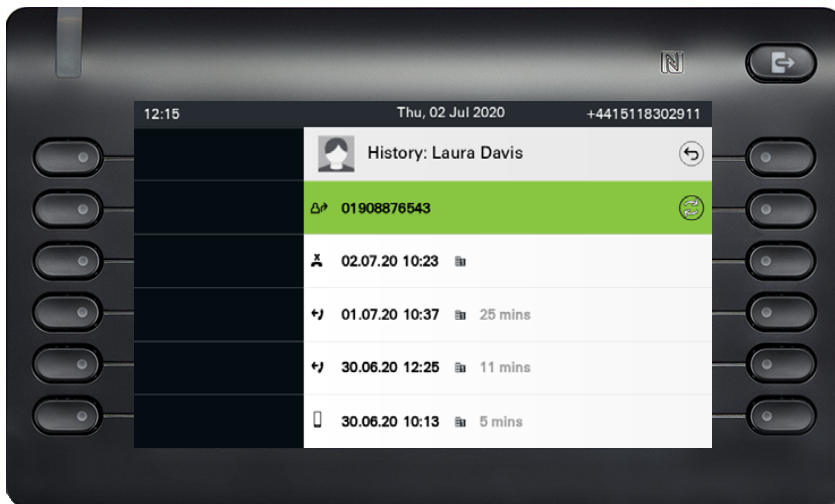 12:15 Thu, 02 Jul 2020 +4415118302911
History: Laura Davis
01908876543
02.07.20 10:23
01.07.20 10:37 25 mins
30.06.20 12:25 11 mins
30.06.20 10:13 5 mins